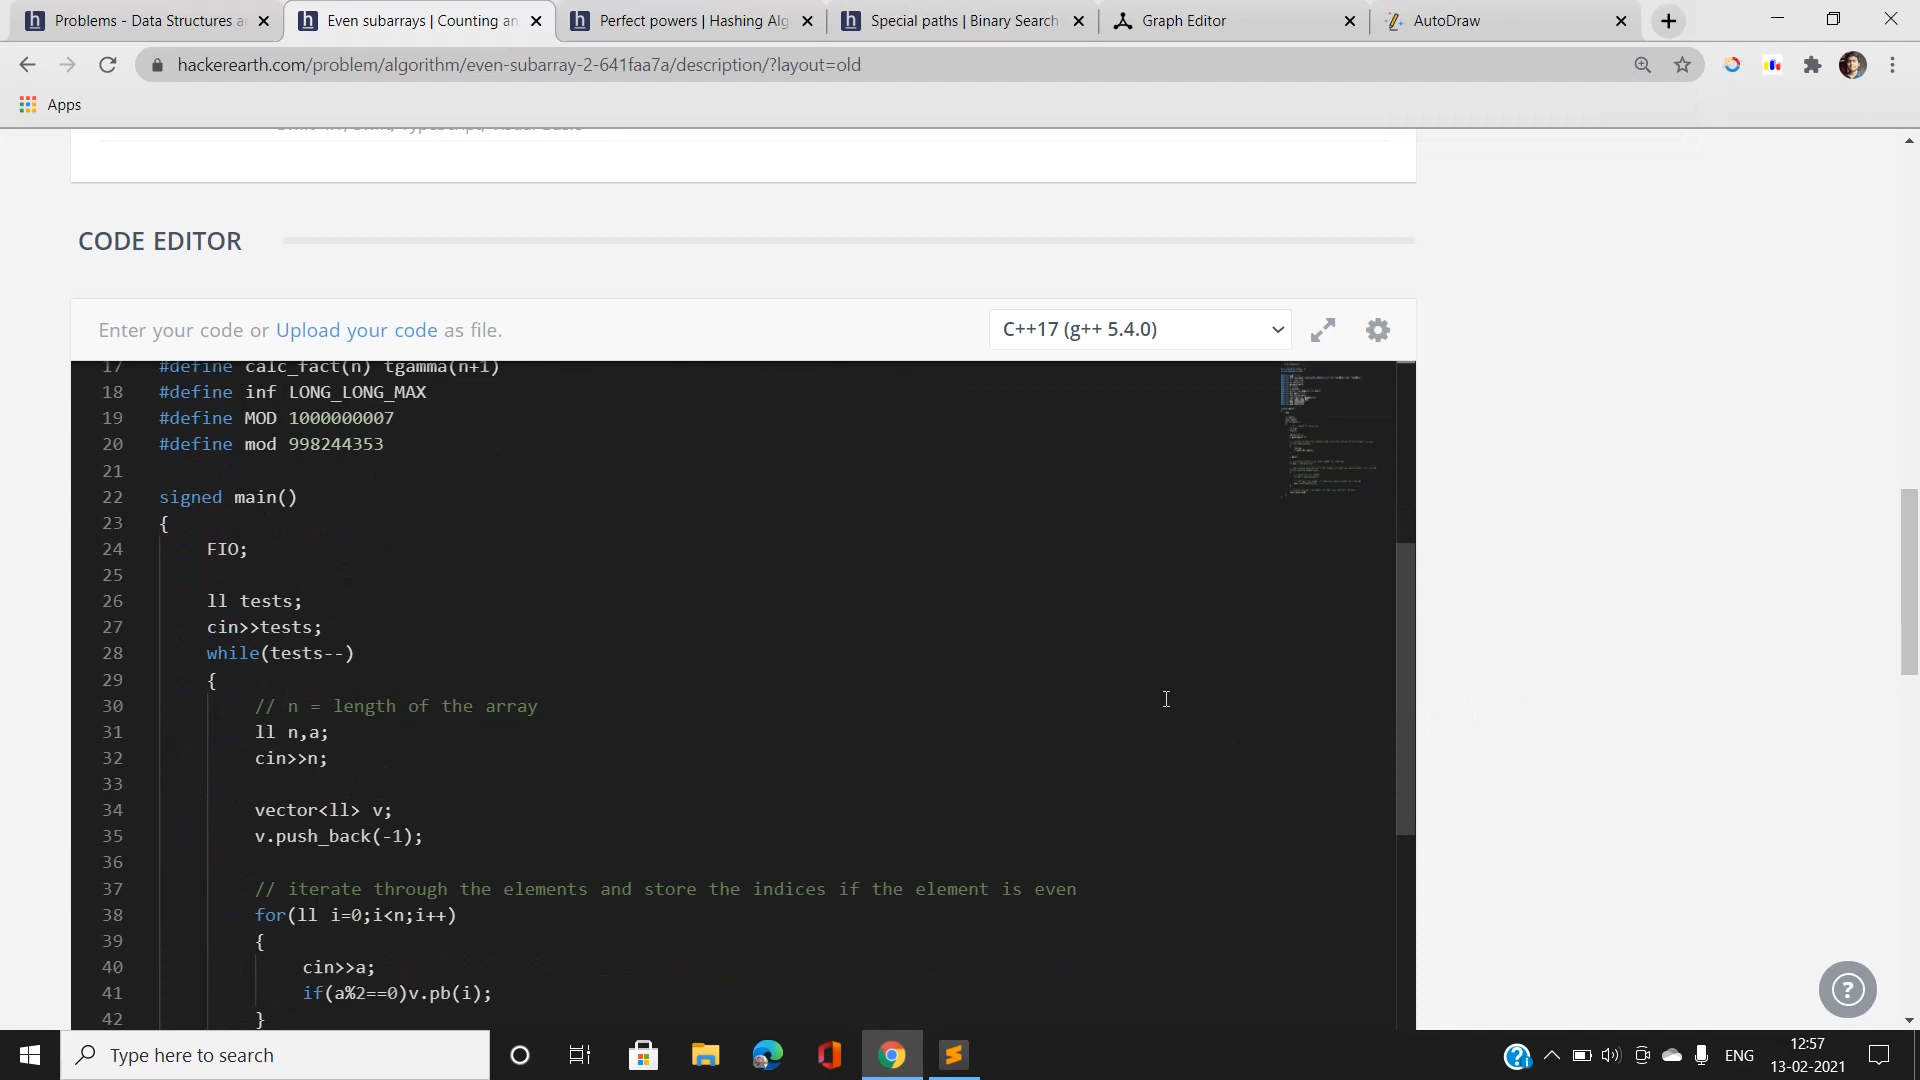 Problems - Data Structures a
Even subarrays | Counting an
Perfect powers | Hashing Alg
Special paths | Binary Search
Graph Editor
AutoDraw
hackerearth.com/problem/algorithm/even-subarray-2-641faa7a/description/?layout=old
Apps
CODE EDITOR
Enter your code or Upload your code as file.
C++17 (g++ 5.4.0)
17 #define calc_fact(n) tgamma(n+1)
18 #define inf LONG_LONG_MAX
19 #define MOD 1000000007
20 #define mod 998244353
21
22 signed main()
23 {
24 FIO;
25
26 ll tests;
27 cin>>tests;
28 while(tests--)
29 {
30 // n = length of the array
31 ll n,a;
32 cin>>n;
33
34 vector<ll> v;
35 v.push_back(-1);
36
37 // iterate through the elements and store the indices if the element is even
38 for(ll i=0;i<n;i++)
39 {
40 cin>>a;
41 if(a%2==0)v.pb(i);
42 }
Type here to search
ENG
12:57
13-02-2021